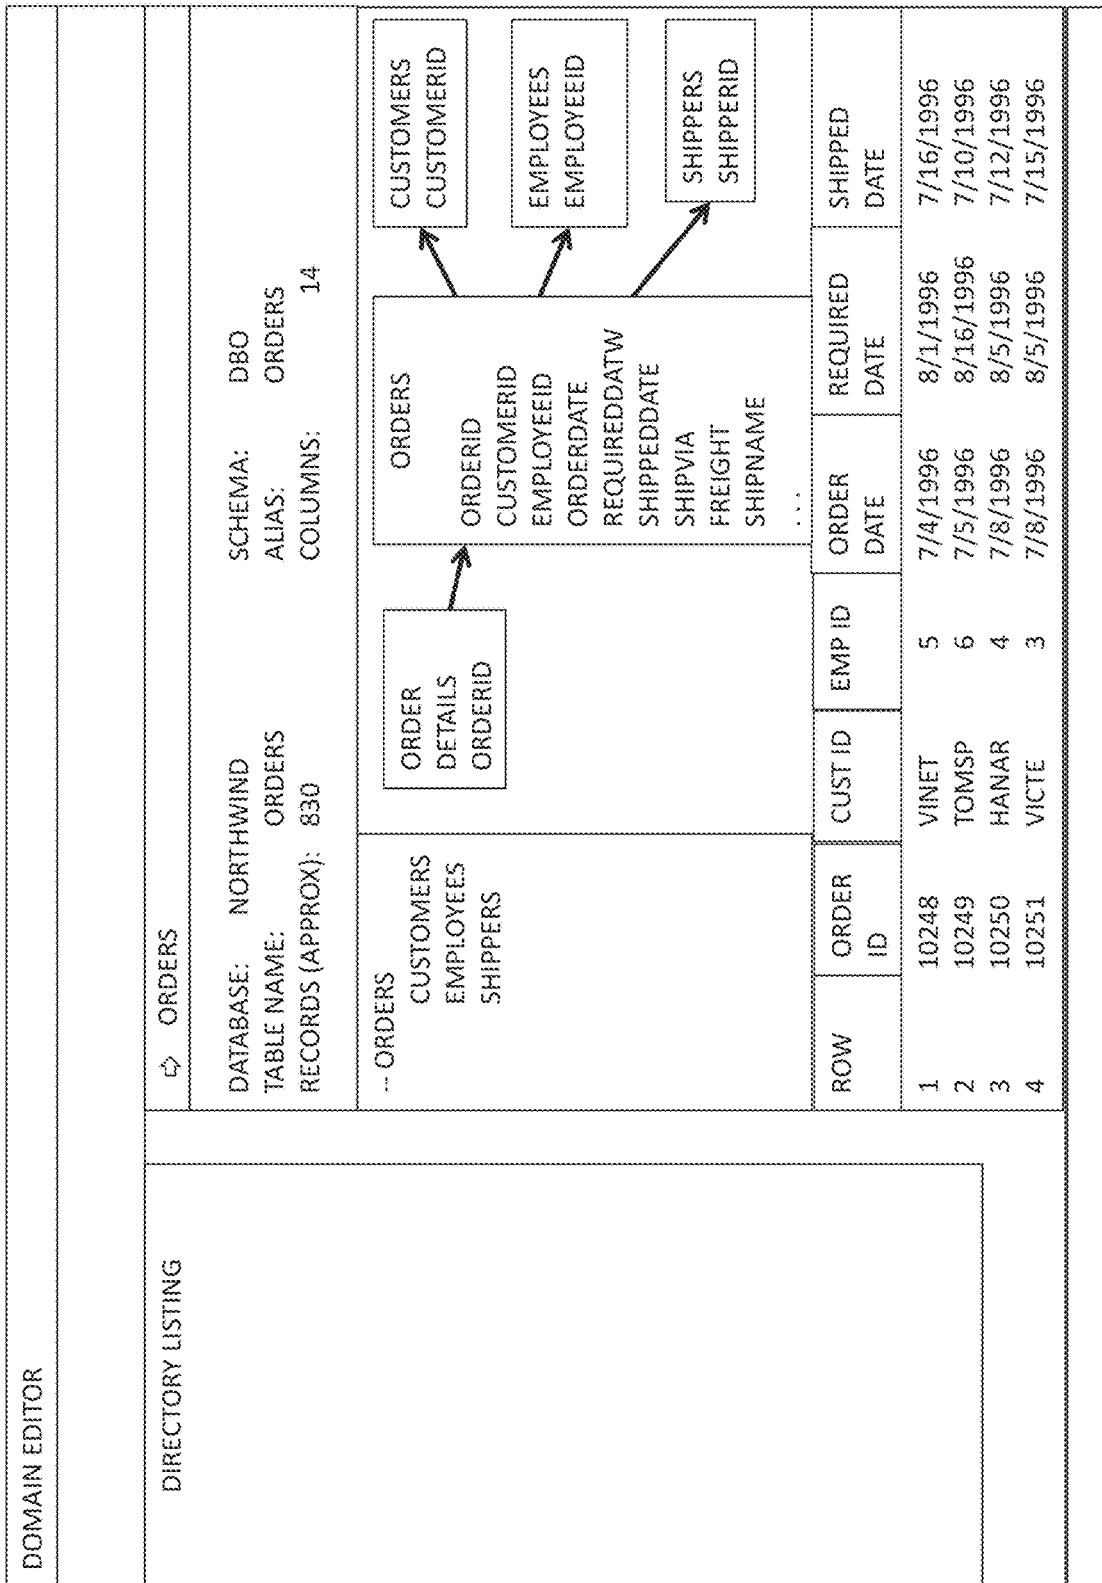 DOMAIN EDITOR
DIRECTORY LISTING
⇨ ORDERS
DATABASE: NORTHWIND SCHEMA: DBO
TABLE NAME: ORDERS ALIAS: ORDERS
RECORDS (APPROX): 830 COLUMNS: 14
-- ORDERS
CUSTOMERS
EMPLOYEES
SHIPPERS
ORDER
DETAILS
ORDERID
ORDERS
ORDERID
CUSTOMERID
EMPLOYEEID
ORDERDATE
REQUIREDDATW
SHIPPEDDATE
SHIPVIA
FREIGHT
SHIPNAME
...
CUSTOMERS
CUSTOMERID
EMPLOYEES
EMPLOYEEID
SHIPPERS
SHIPPERID
ROW ORDER ID CUST ID EMP ID ORDER DATE REQUIRED DATE SHIPPED DATE
1 10248 VINET 5 7/4/1996 8/1/1996 7/16/1996
2 10249 TOMSP 6 7/5/1996 8/16/1996 7/10/1996
3 10250 HANAR 4 7/8/1996 8/5/1996 7/12/1996
4 10251 VICTE 3 7/8/1996 8/5/1996 7/15/1996